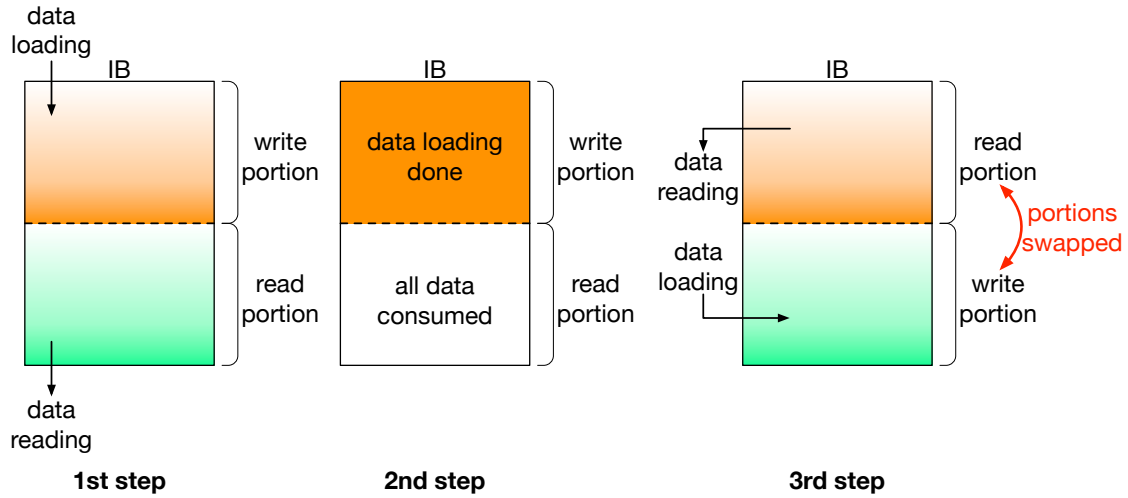 data
loading
IB
write
portion
read
portion
data
reading
1st step
IB
data loading
done
write
portion
all data
consumed
read
portion
2nd step
IB
data
reading
read
portion
portions
swapped
data
loading
write
portion
3rd step